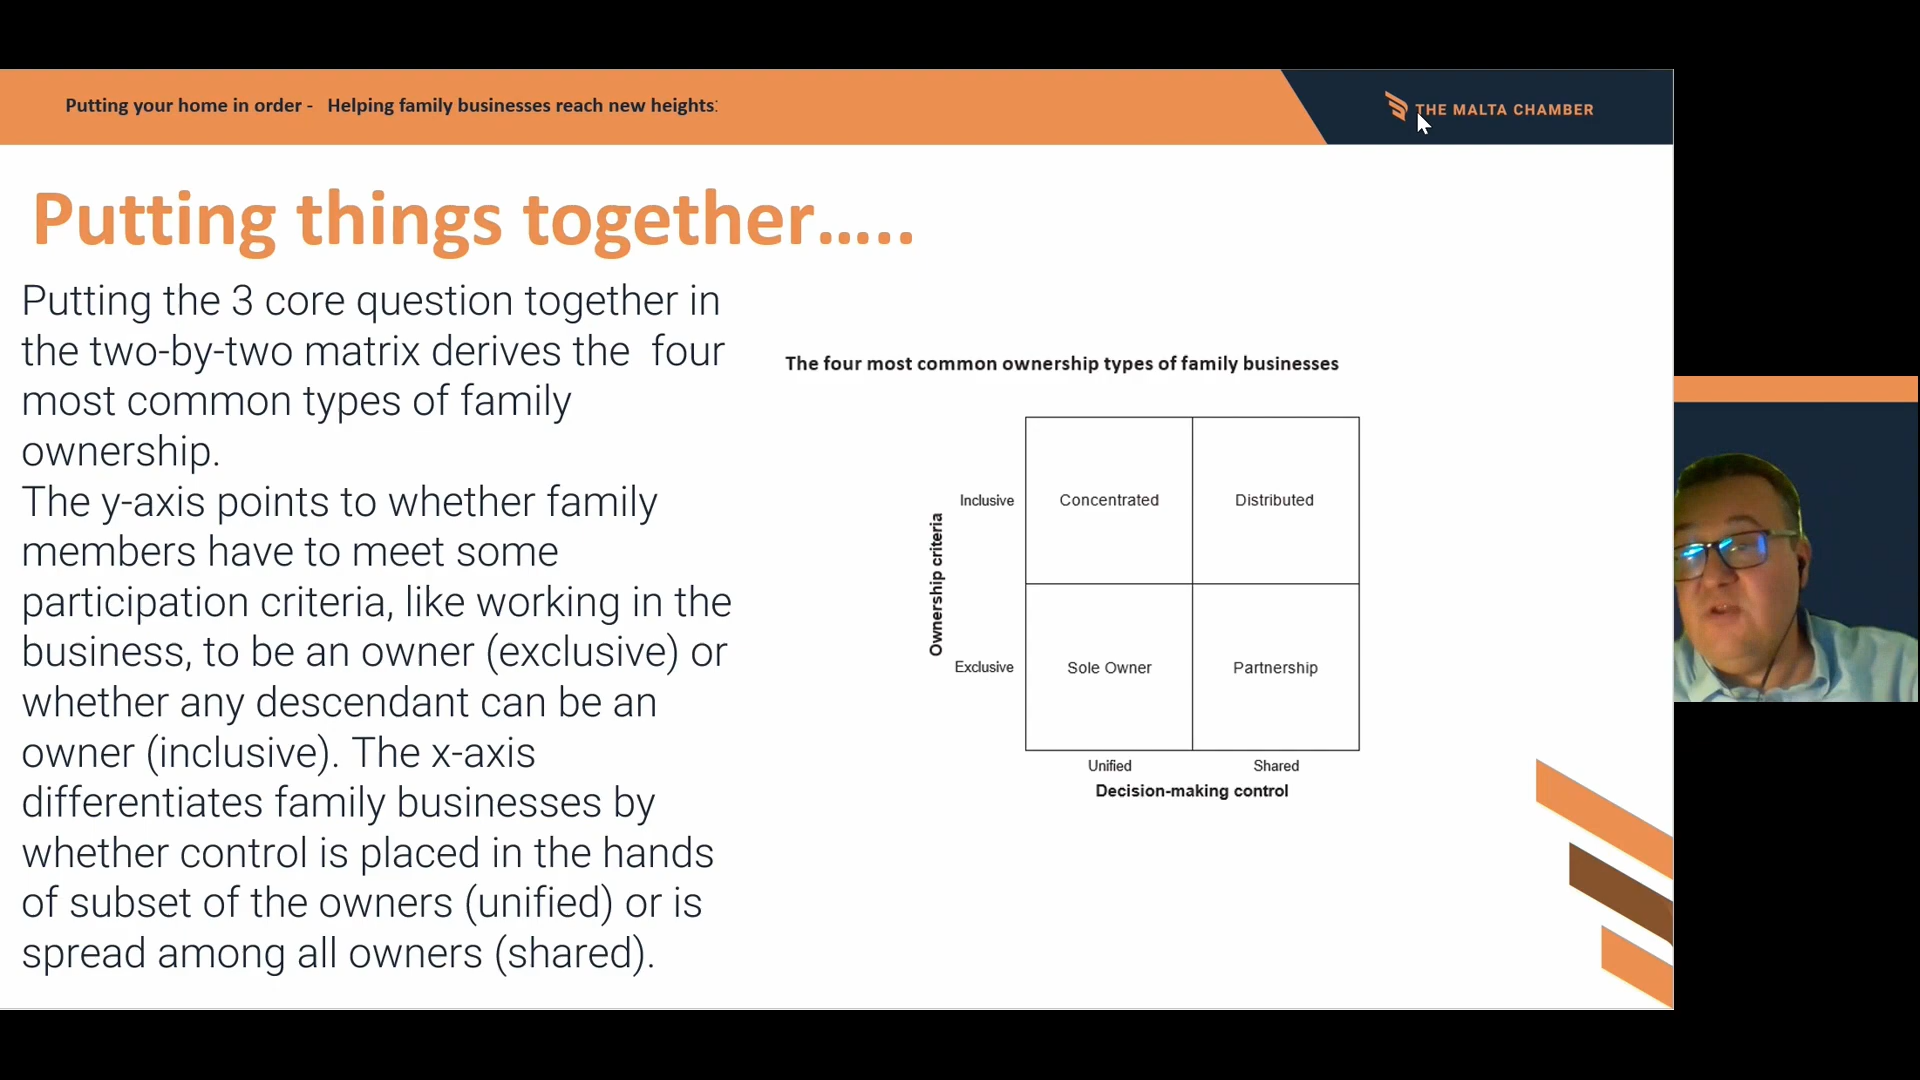 Putting your home in order -   Helping family businesses reach new heights:
THE MALTA CHAMBER
Putting things together.....
Putting the 3 core question together in
the two-by-two matrix derives the  four
most common types of family
ownership.
The y-axis points to whether family
members have to meet some
participation criteria, like working in the
business, to be an owner (exclusive) or
whether any descendant can be an
owner (inclusive). The x-axis
differentiates family businesses by
whether control is placed in the hands
of subset of the owners (unified) or is
spread among all owners (shared).
The four most common ownership types of family businesses
Ownership criteria
Inclusive
Concentrated
Distributed
Exclusive
Sole Owner
Partnership
Unified
Shared
Decision-making control